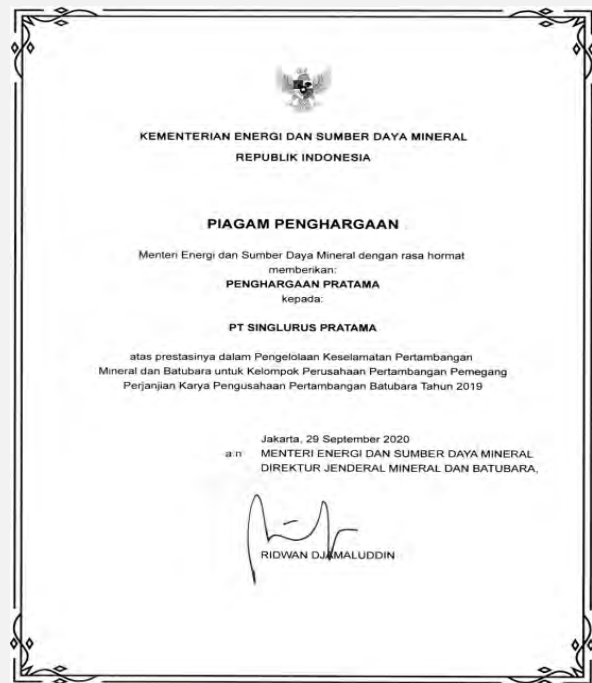 KEMENTERIAN ENERGI DAN SUMBER DAYA MINERAL
REPUBLIK INDONESIA
PIAGAM PENGHARGAAN
Menteri Energi dan Sumber Daya Mineral dengan rasa hormat
memberikan:
PENGHARGAAN PRATAMA
kepada:
PT SINGLURUS PRATAMA
atas prestasinya dalam Pengelolaan Keselamatan Pertambangan
Mineral dan Batubara untuk Kelompok Perusahaan Pertambangan Pemegang
Perjanjian Karya Pengusahaan Pertambangan Batubara Tahun 2019
Jakarta, 29 September 2020
a.n MENTERI ENERGI DAN SUMBER DAYA MINERAL
DIREKTUR JENDERAL MINERAL DAN BATUBARA,
RIDWAN DJAMALUDDIN